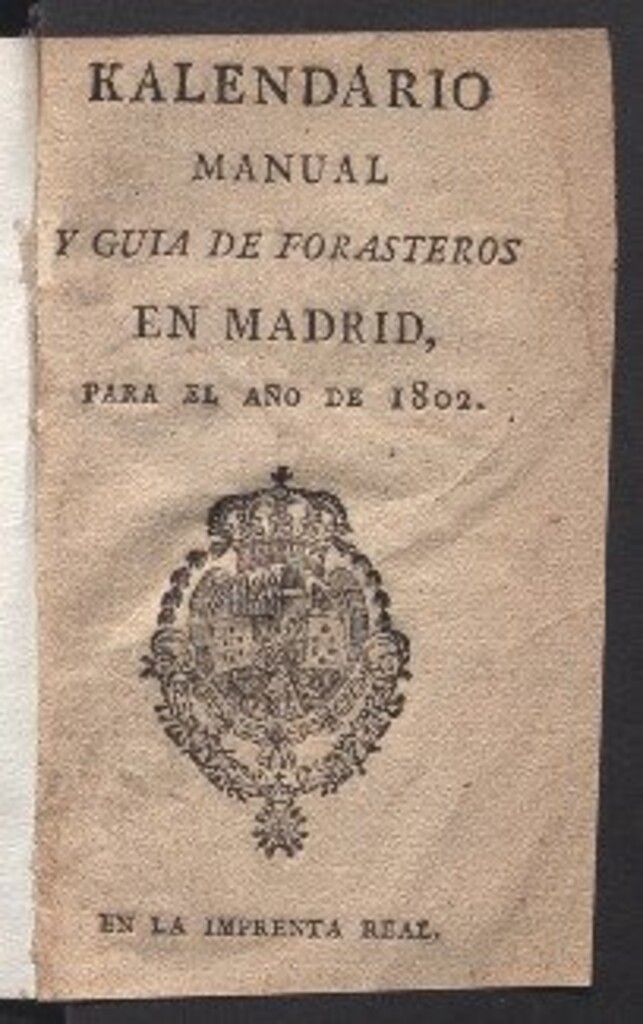 KALENDARIO
MANUAL
Y GUIA DE FORASTEROS
EN MADRID,
PARA EL AÑO DE 1802.
EN LA IMPRENTA REAL.